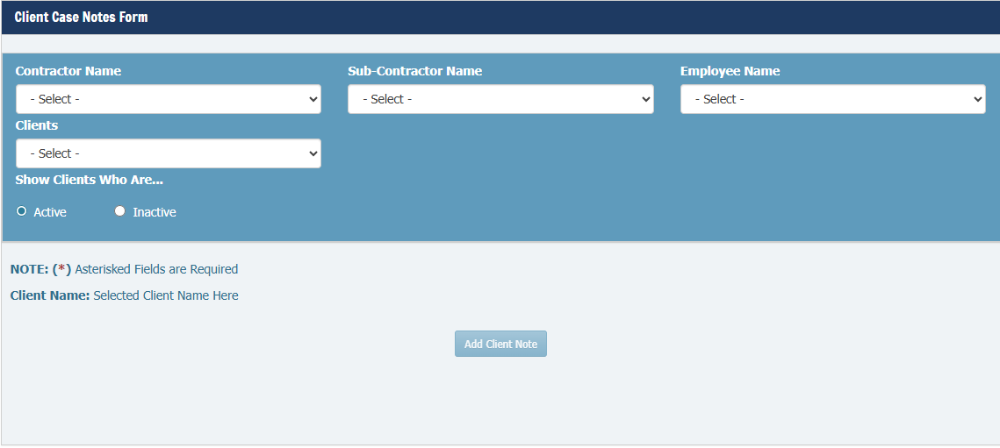 Client Case Notes Form
Contractor Name Sub-Contractor Name Employee Name
- Select - - Select - - Select -
Clients
- Select -
Show Clients Who Are...
Active Inactive
NOTE: (*) Asterisked Fields are Required
Client Name: Selected Client Name Here
Add Client Note